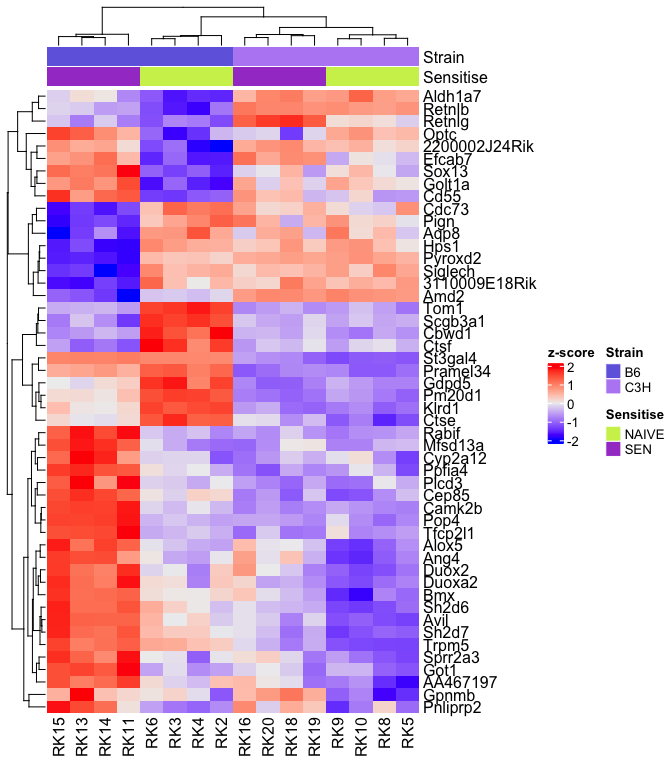 Strain
Sensitise
Aldh1a7
Retnlb
Retnlg
Optc
2200002J24Rik
Efcab7
Sox13
Golt1a
Cd55
Cdc73
Pign
Aqp8
Hps1
Pyroxd2
Siglech
3110009E18Rik
Amd2
Tom1
Scgb3a1
Cbwd1
Ctsf
St3gal4
Pramel34
Gdpd5
Pm20d1
Klrd1
Ctse
Rabif
Mfsd13a
Cyp2a12
Ppfia4
Plcd3
Cep85
Camk2b
Pop4
Tfcp2l1
Alox5
Ang4
Duox2
Duoxa2
Bmx
Sh2d6
Avil
Sh2d7
Trpm5
Sprr2a3
Got1
AA467197
Gpnmb
Pnliprp2
RK15 RK13 RK14 RK11 RK6 RK3 RK4 RK2 RK16 RK20 RK18 RK19 RK9 RK10 RK8 RK5
z-score
2
1
0
-1
-2
Strain
B6
C3H
Sensitise
NAIVE
SEN